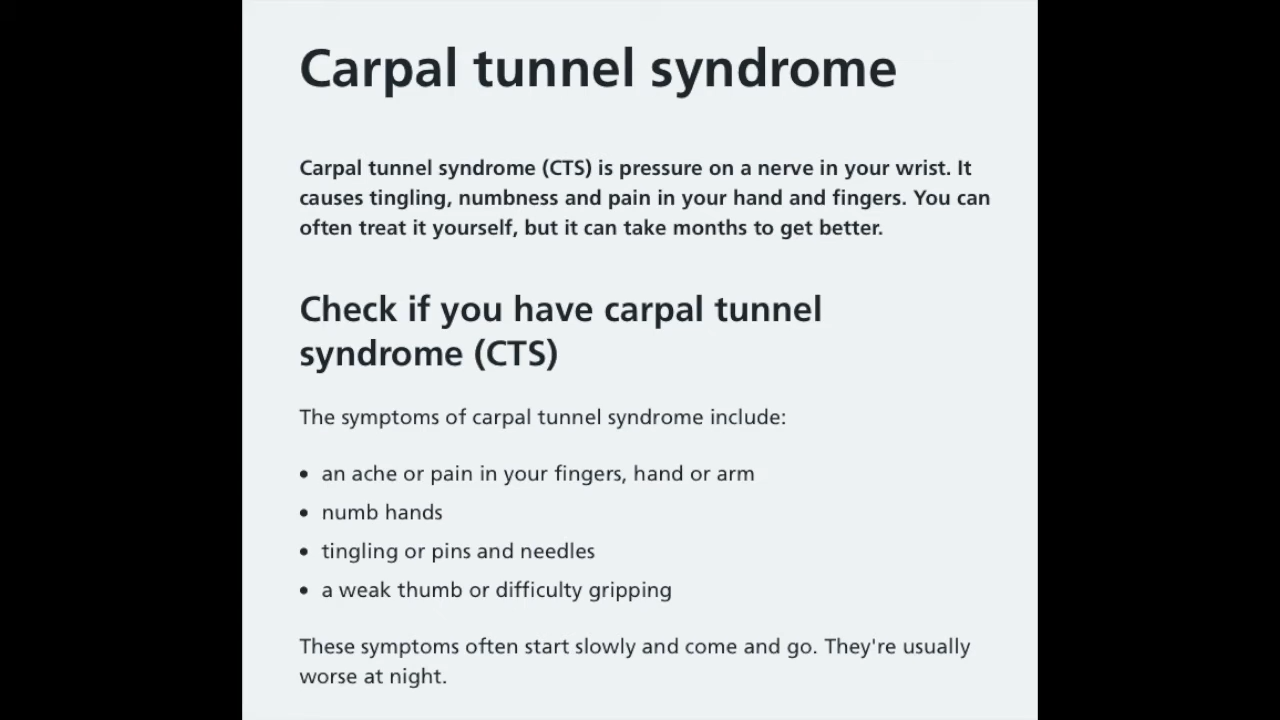 Carpal tunnel syndrome
Carpal tunnel syndrome (CTS) is pressure on a nerve in your wrist. It
causes tingling, numbness and pain in your hand and fingers. You can
often treat it yourself, but it can take months to get better.
Check if you have carpal tunnel
syndrome (CTS)
The symptoms of carpal tunnel syndrome include:
• an ache or pain in your fingers, hand or arm
• numb hands
• tingling or pins and needles
• a weak thumb or difficulty gripping
These symptoms often start slowly and come and go. They're usually
worse at night.